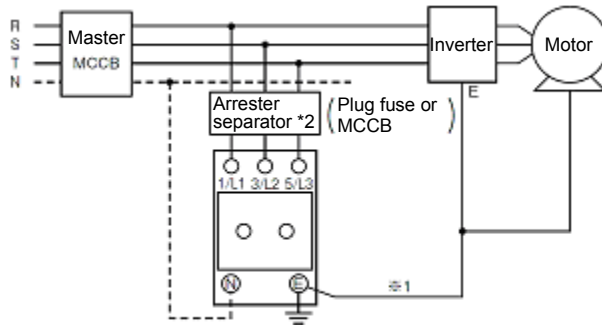 R
S
T
N
Master
MCCB
Inverter
Motor
E
Arrester
separator *2
(Plug fuse or
MCCB)
1/L1 3/L2 5/L3
N
E
※1